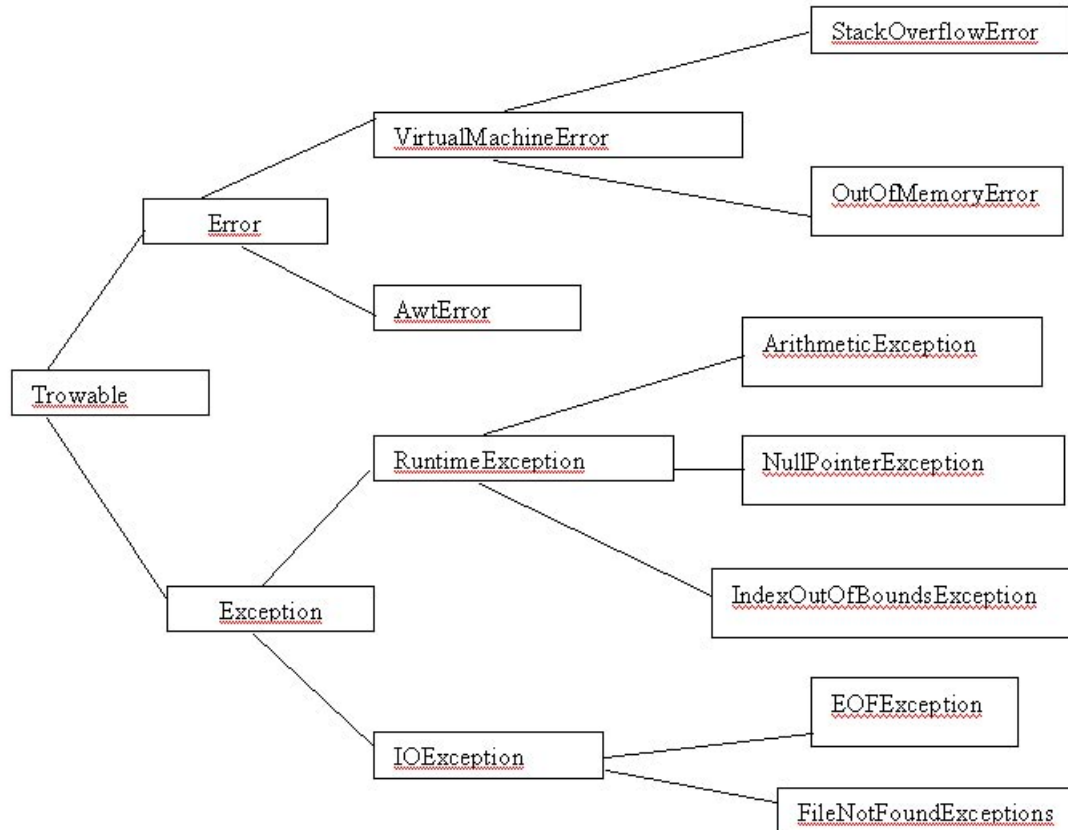 StackOverflowError
VirtualMachineError
OutOfMemoryError
Error
AwtError
ArithmeticException
Trowable
RuntimeException
NullPointerException
IndexOutOfBoundsException
Exception
EOFException
IOException
FileNotFoundExceptions